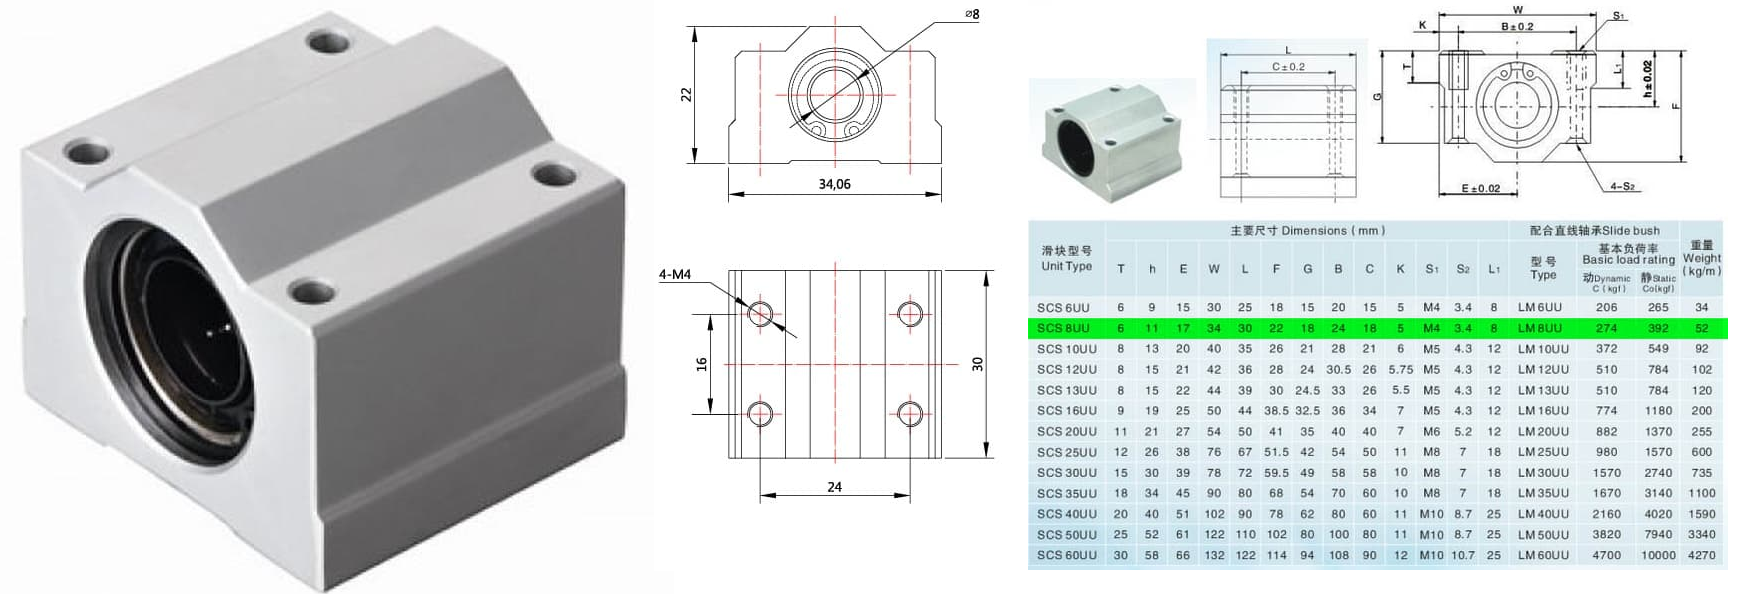 ⌀8
22
34,06
4-M4
16
30
24
L
C±0.2
W
K
B±0.2
S1
T
G
L1
h±0.02
F
E±0.02
4-S2
滑块型号 Unit Type
主要尺寸 Dimensions ( mm )
配合直线轴承Slide bush
重量 Weight (kg/m)
T h E W L F G B C K S1 S2 L1
型号 Type
基本负荷率 Basic load rating
动Dynamic C ( kgf )
静Static Co(kgf)
SCS 6UU 6 9 15 30 25 18 15 20 15 5 M4 3.4 8 LM 6UU 206 265 34
SCS 8UU 6 11 17 34 30 22 18 24 18 5 M4 3.4 8 LM 8UU 274 392 52
SCS 10UU 8 13 20 40 35 26 21 28 21 6 M5 4.3 12 LM 10UU 372 549 92
SCS 12UU 8 15 21 42 36 28 24 30.5 26 5.75 M5 4.3 12 LM 12UU 510 784 102
SCS 13UU 8 15 22 44 39 30 24.5 33 26 5.5 M5 4.3 12 LM 13UU 510 784 120
SCS 16UU 9 19 25 50 44 38.5 32.5 36 34 7 M5 4.3 12 LM 16UU 774 1180 200
SCS 20UU 11 21 27 54 50 41 35 40 40 7 M6 5.2 12 LM 20UU 882 1370 255
SCS 25UU 12 26 38 76 67 51.5 42 54 50 11 M8 7 18 LM 25UU 980 1570 600
SCS 30UU 15 30 39 78 72 59.5 49 58 58 10 M8 7 18 LM 30UU 1570 2740 735
SCS 35UU 18 34 45 90 80 68 54 70 60 10 M8 7 18 LM 35UU 1670 3140 1100
SCS 40UU 20 40 51 102 90 78 62 80 60 11 M10 8.7 25 LM 40UU 2160 4020 1590
SCS 50UU 25 52 61 122 110 102 80 100 80 11 M10 8.7 25 LM 50UU 3820 7940 3340
SCS 60UU 30 58 66 132 122 114 94 108 90 12 M10 10.7 25 LM 60UU 4700 10000 4270